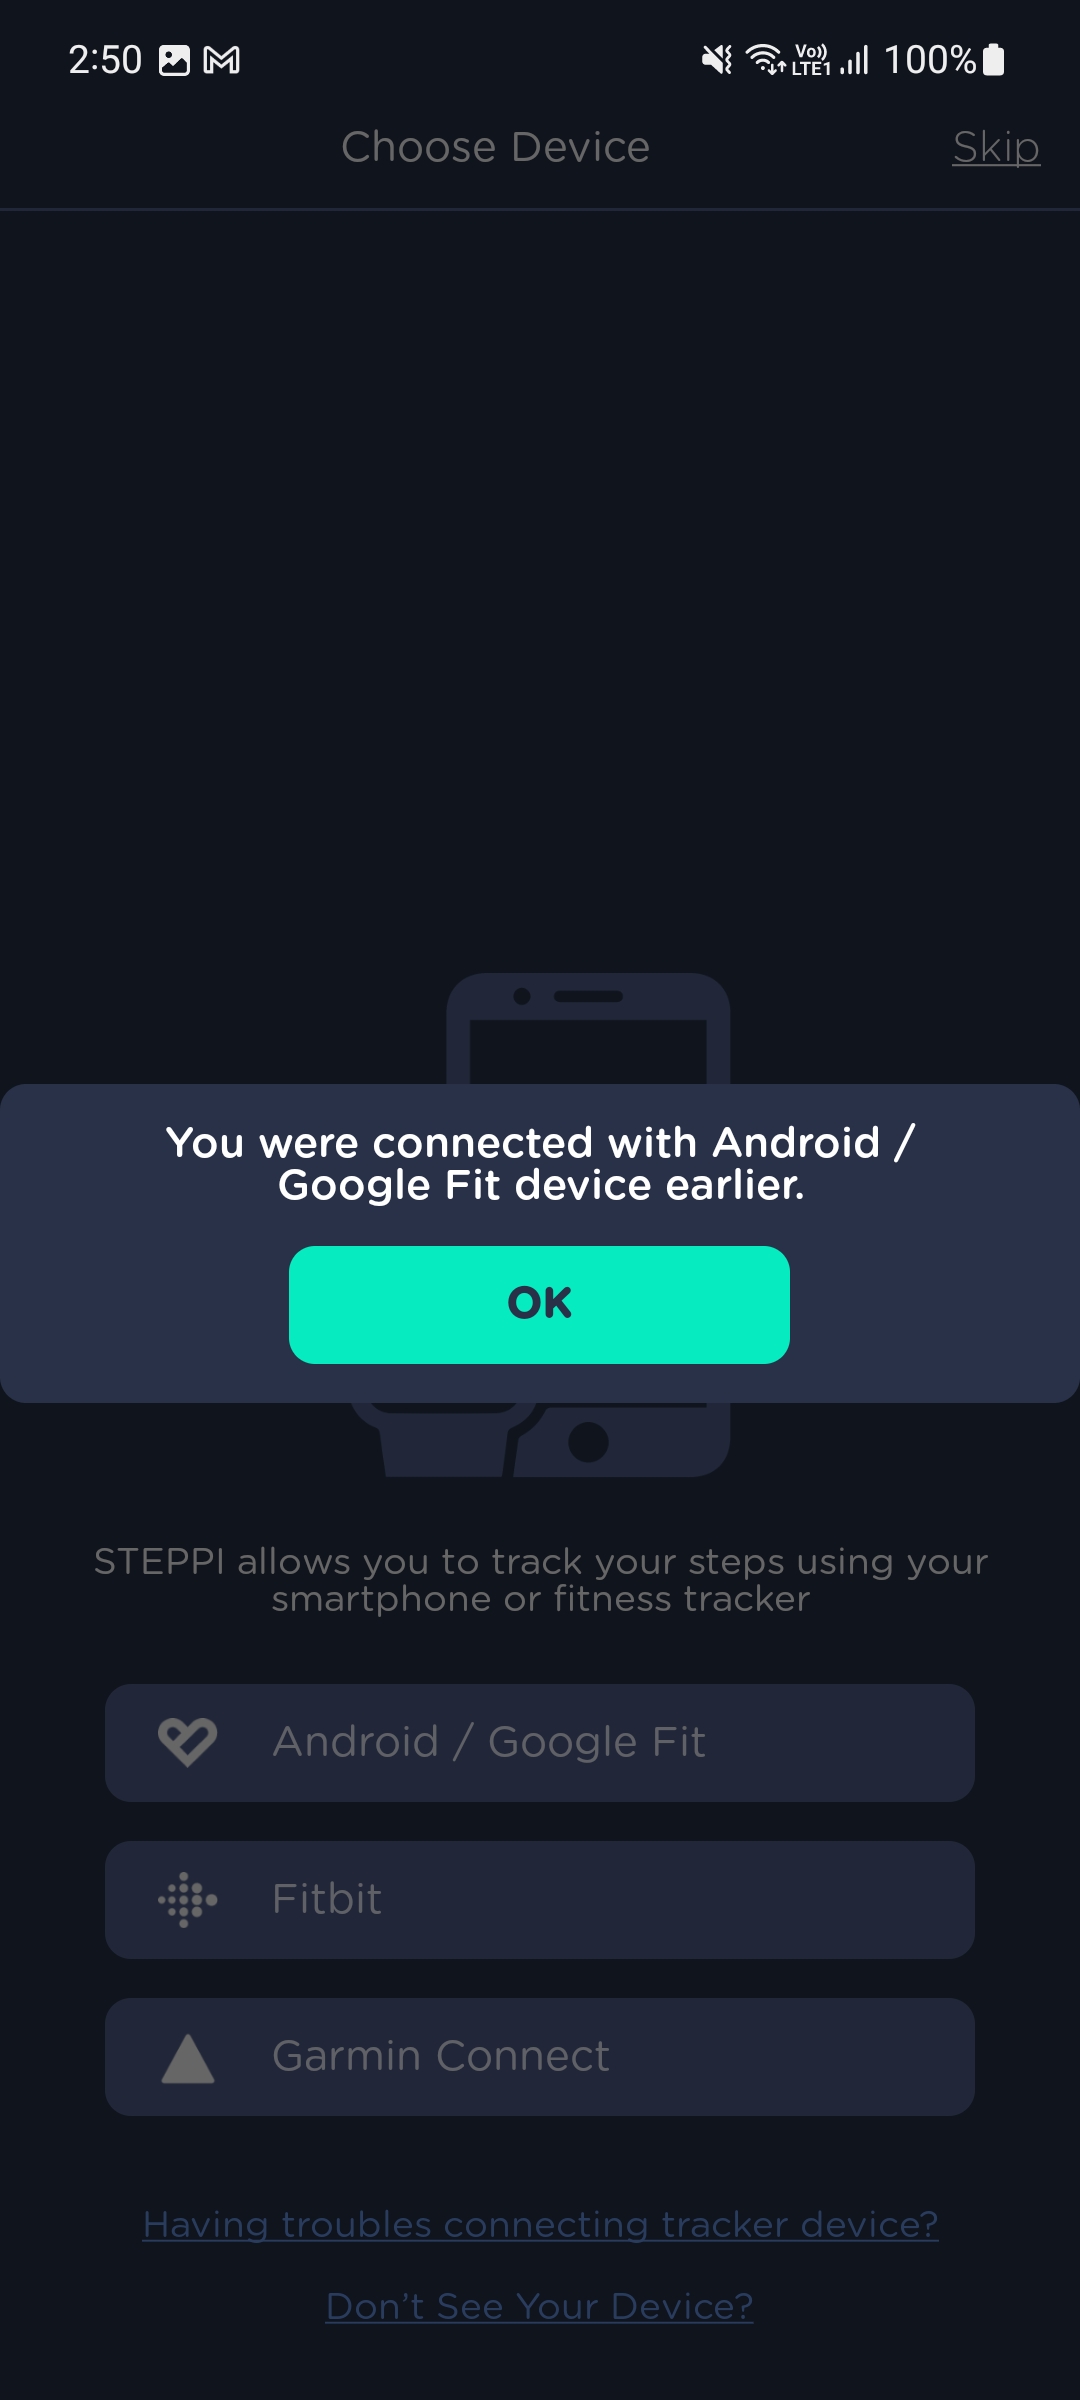 2:50
Vo))
LTE1
100%
Choose Device
Skip
You were connected with Android /
Google Fit device earlier.
OK
STEPPI allows you to track your steps using your
smartphone or fitness tracker
Android / Google Fit
Fitbit
Garmin Connect
Having troubles connecting tracker device?
Don’t See Your Device?